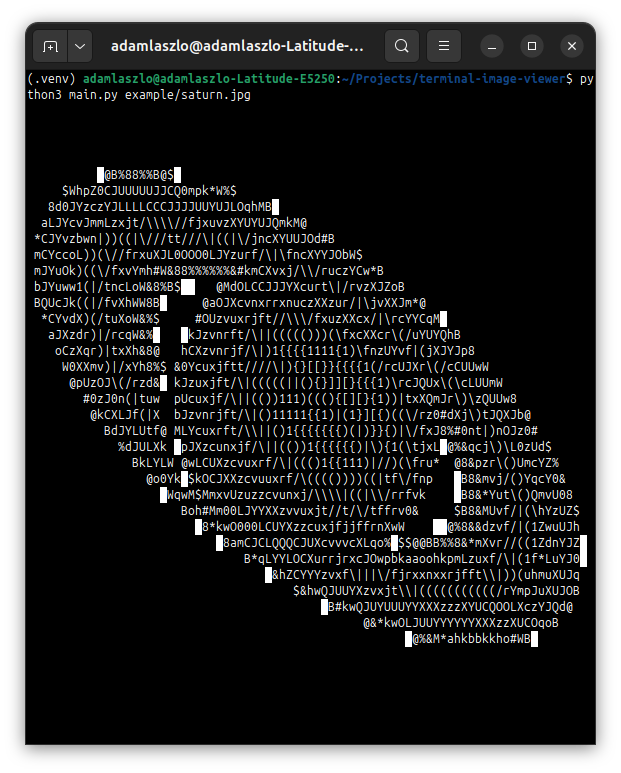 adamlaszlo@adamlaszlo-Latitude-...
(.venv) adamlaszlo@adamlaszlo-Latitude-E5250:~/Projects/terminal-image-viewer$ py
thon3 main.py example/saturn.jpg
@B%88%%B@$
$WhpZ0CJUUUUUJJCQ0mpk*W%$
8d0JYzczYJLLLLCCCJJJJUUYUJLOqhMB
aLJYcvJmmLzxjt/\\\\//fjxuvzXYUYUJQmkM@
*CJYvzbwn|))((|\///tt///\|((|\/jncXYUUJOd#B
mCYccoL))(\//frxuXJL0OOO0LJYzurf/\|\fncXYYJObW$
mJYuOk)((\/fxvYmh#W&88%%%%%&#kmCXvxj/\\/ruczYCw*B
bJYuww1(|/tncLoW&8%B$ @MdOLCCJJJYXcurt\|/rvzXJZoB
BQUcJk((|/fvXhWW8B @aOJXcvnxrrxnuczXXzur/|\jvXXJm*@
*CYvdX)(/tuXoW&%$ #OUzvuxrjft//\\\/fxuzXXcx/|\rcYYCqM
aJXzdr)|/rcqW&% kJzvnrft/\||((((()))(\fxcXXcr\(/uYUYQhB
oCzXqr)|txXh&8@ hCXzvnrjf/\|)1{{{{1111{1)\fnzUYvf|(jXJYJp8
W0XXmv)|/xYh8%$ &0Ycuxjftt////\|){}[[}}{{{{1(/rcUJXr\(/cCUUwW
@pUzOJ\(/rzd& kJzuxjft/\|(((((||(){}]][}{{{1)\rcJQUx\(\cLUUmW
#0zJ0n(|tuw pUcuxjf/\||(())111)((({[[]{}{1))|txXQmJr\)\zQUUw8
@kCXLJf(|X bJzvnrjft/\|()11111{{1)|(1}][{)((\/rz0#dXj\)tJQXJb@
BdJYLUtf@ MLYcuxrft/\\||()1{{{{{{{)(|)}}{)|\/fxJ8%#0nt|)nOJz0#
%dJULXk pJXzcunxjf/\||(())1{{{{{{()|\){1(\tjxL @%&qcj\)\L0zUd$
BkLYLW @wLCUXzcvuxrf/\|((()1{{111)|//)(\fru* @8&pzr\()UmcYZ%
@o0Yk $kOCJXXzcvuuxrf/\(((()))((|tf\/fnp B8&mvj/()YqcY0&
WqwM$MmxvUzuzzcvunxj/\\\\|((|\/rrfvk B8&*Yut\()QmvU08
Boh#Mm00LJYYXXzvvuxjt//t/\/tffrv0& $B8&MUvf/|(\hYzUZ$
8*kwO000LCUYXzzcuxjfjjffrnXwW @%8&&dzvf/|(1ZwuUJh
8amCJCLQQQCJUXcvvvcXLqo% $$@@BB%%8&*mXvr//((1ZdnYJZ
B*qLYYLOCXurrjrxcJOwpbkaaohkpmLzuxf/\|(1f*LuYJ0
&hZCYYYzvxf\|||\/fjrxxnxxrjfft\\|))(uhmuXUJq
$&hwQJUUYXzvxjt\\|((((((((((/rYmpJuXUJOB
B#kwQJUYUUUYYXXXzzzXYUCQOOLXczYJQd@
@&*kwOLJUUYYYYYYXXXzzXUCOqoB
@%&M*ahkbbkkho#WB